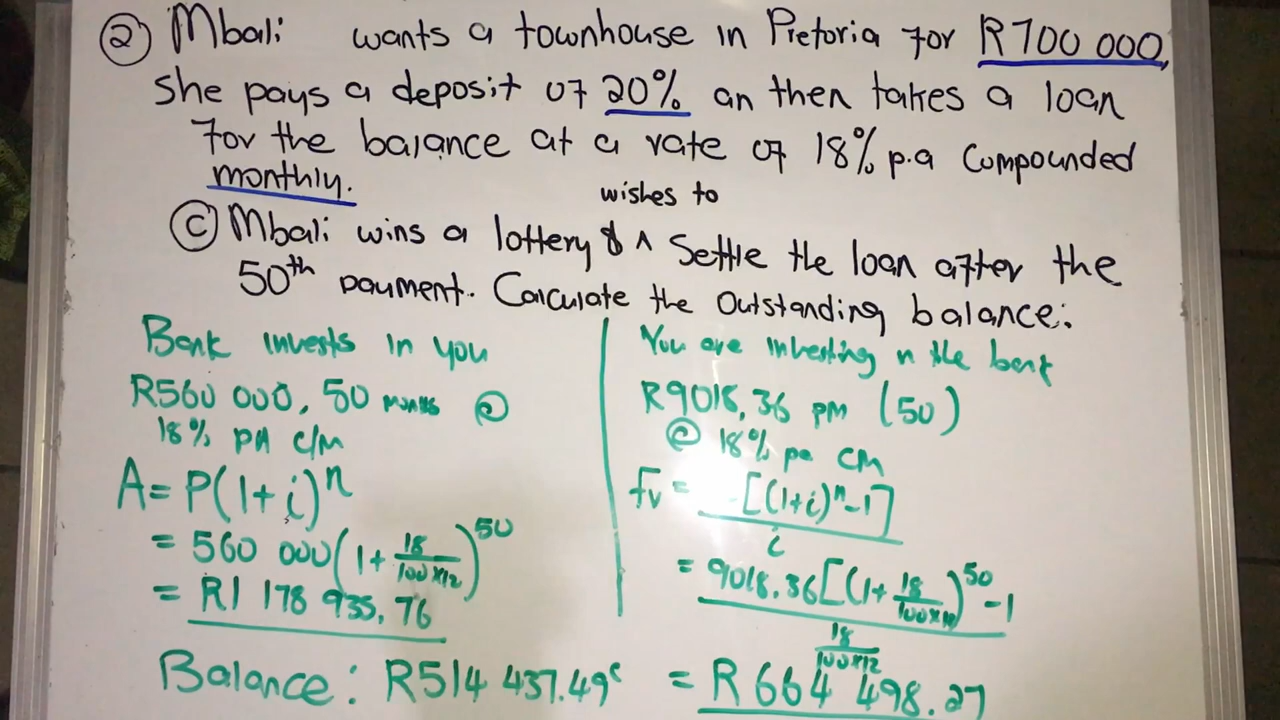 ② Mbali wants a townhouse in Pretoria for R700 000,
she pays a deposit of 20% an then takes a loan
for the balance at a rate of 18% p.a compounded
monthly.
wishes to
ⓒ Mbali wins a lottery & ^ settle the loan after the
50th payment. Calculate the outstanding balance:
Bank invests in you
R560 000, 50 months @
18% PA C/M
A = P(1+i)^n
= 560 000(1+18/100×12)^50
= R1 178 935,76
You are investing n the bank
R9018,36 pm (50)
@ 18% pa CM
Fv = [(1+i)^n-1]/i
= 9018.36[(1+18/100×12)^50-1
18/100×12
= R 664 498.27
Balance: R514 437.49c